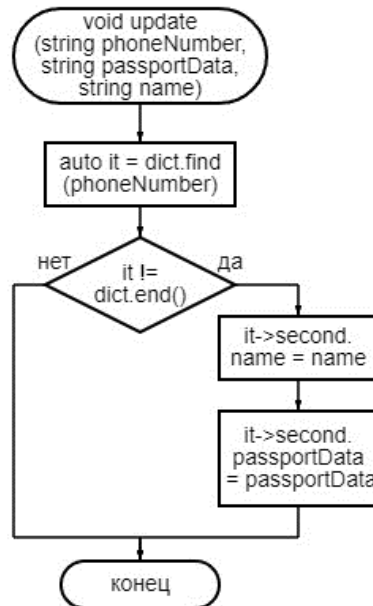 void update
(string phoneNumber,
string passportData,
string name)
auto it = dict.find
(phoneNumber)
нет
да
it !=
dict.end()
it->second.
name = name
it->second.
passportData
= passportData
конец